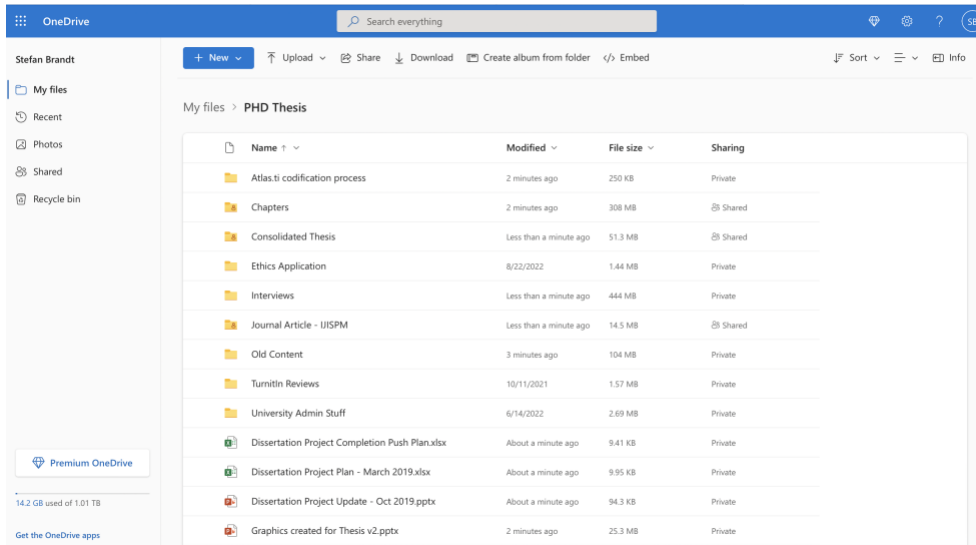 OneDrive
Search everything
SB
Stefan Brandt
My files
Recent
Photos
Shared
Recycle bin
Premium OneDrive
14.2 GB used of 1.01 TB
Get the OneDrive apps
+ New
Upload
Share
Download
Create album from folder
Embed
Sort
Info
My files > PHD Thesis
Name ↑ Modified File size Sharing
Atlas.ti codification process 2 minutes ago 250 KB Private
Chapters 2 minutes ago 308 MB Shared
Consolidated Thesis Less than a minute ago 51.3 MB Shared
Ethics Application 8/22/2022 1.44 MB Private
Interviews Less than a minute ago 444 MB Private
Journal Article - IJISPM Less than a minute ago 14.5 MB Shared
Old Content 3 minutes ago 104 MB Private
TurnitIn Reviews 10/11/2021 1.57 MB Private
University Admin Stuff 6/14/2022 2.69 MB Private
Dissertation Project Completion Push Plan.xlsx About a minute ago 9.41 KB Private
Dissertation Project Plan - March 2019.xlsx About a minute ago 9.95 KB Private
Dissertation Project Update - Oct 2019.pptx About a minute ago 94.3 KB Private
Graphics created for Thesis v2.pptx 2 minutes ago 25.3 MB Private